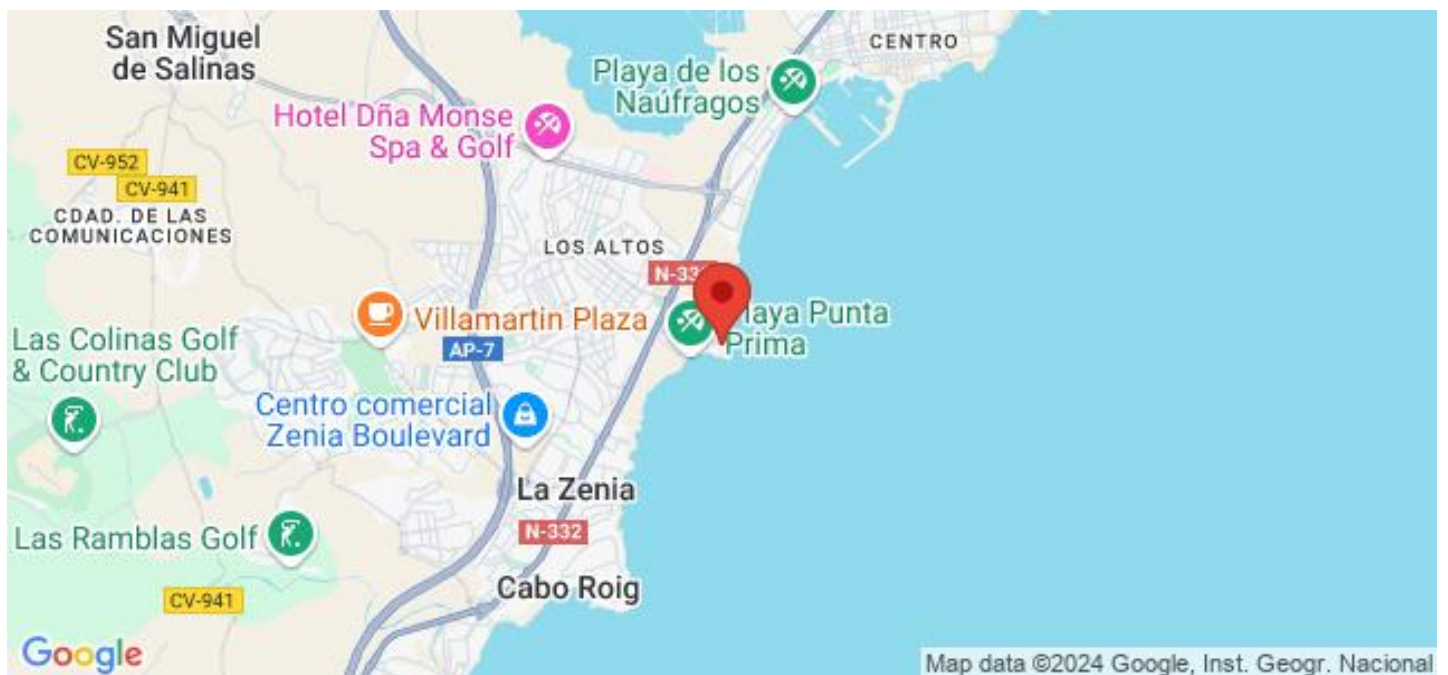 San Miguel
de Salinas
CENTRO
Playa de los
Naúfragos
Hotel Dña Monse
Spa & Golf
CV-952
CV-941
CDAD. DE LAS
COMUNICACIONES
LOS ALTOS
Villamartin Plaza
Punta
Prima
AP-7
Las Colinas Golf
& Country Club
Centro comercial
Zenia Boulevard
La Zenia
N-332
Las Ramblas Golf
Cabo Roig
CV-941
Google
Map data ©2024 Google, Inst. Geogr. Nacional